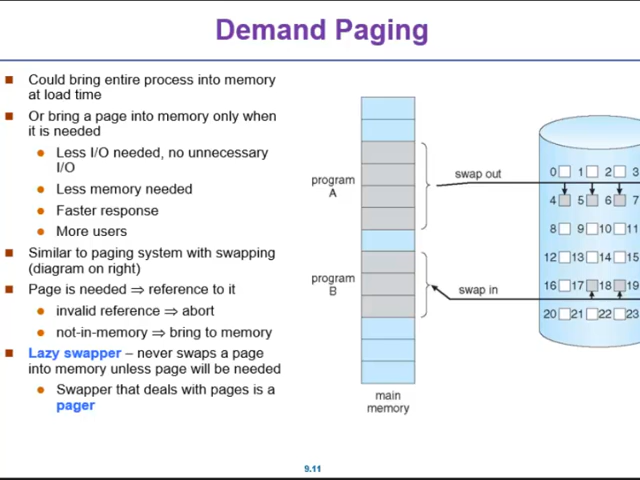 Demand Paging
Could bring entire process into memory
at load time
Or bring a page into memory only when
it is needed
Less I/O needed, no unnecessary
I/O
Less memory needed
Faster response
More users
Similar to paging system with swapping
(diagram on right)
Page is needed ⇒ reference to it
invalid reference ⇒ abort
not-in-memory ⇒ bring to memory
Lazy swapper – never swaps a page
into memory unless page will be needed
Swapper that deals with pages is a
pager
program
A
swap out
program
B
swap in
main
memory
0 1 2 3
4 5 6 7
8 9 10 11
12 13 14 15
16 17 18 19
20 21 22 23
9.11